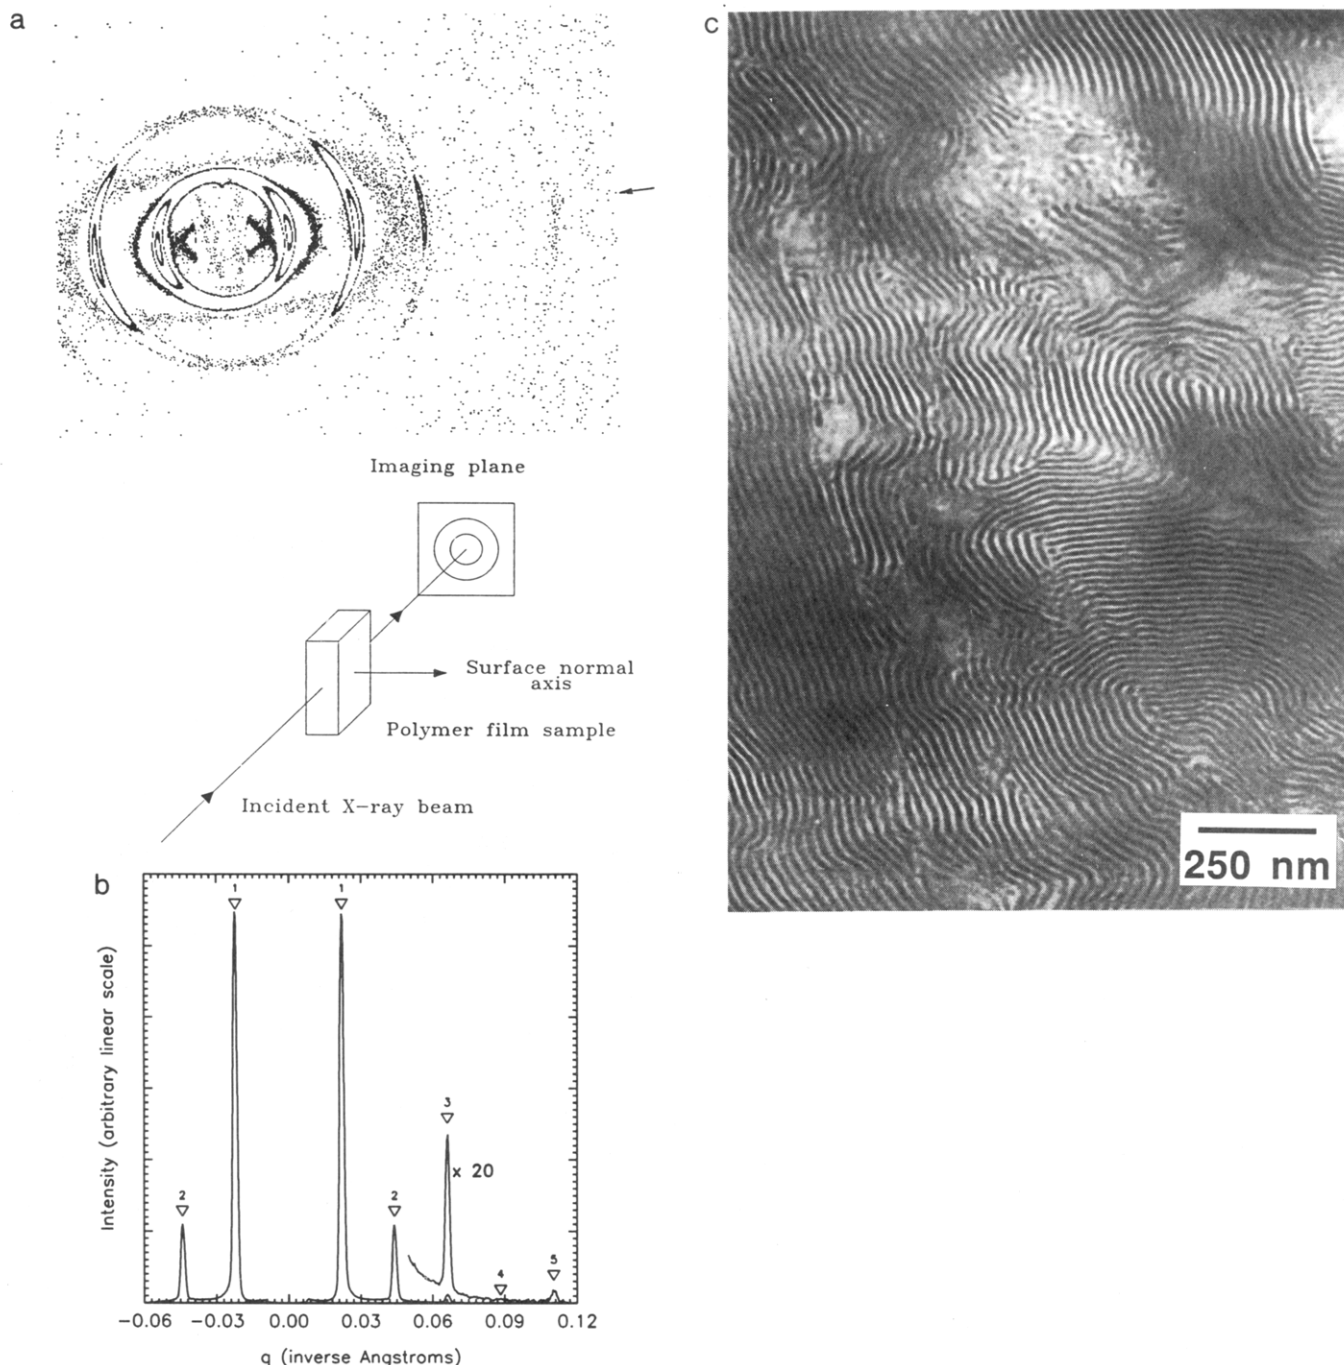 a
Imaging plane
Surface normal
axis
Polymer film sample
Incident X-ray beam
b
Intensity (arbitrary linear scale)
1 1
2 2 3 4 5
x 20
-0.06 -0.03 0.00 0.03 0.06 0.09 0.12
q (inverse Angstroms)
c
250 nm